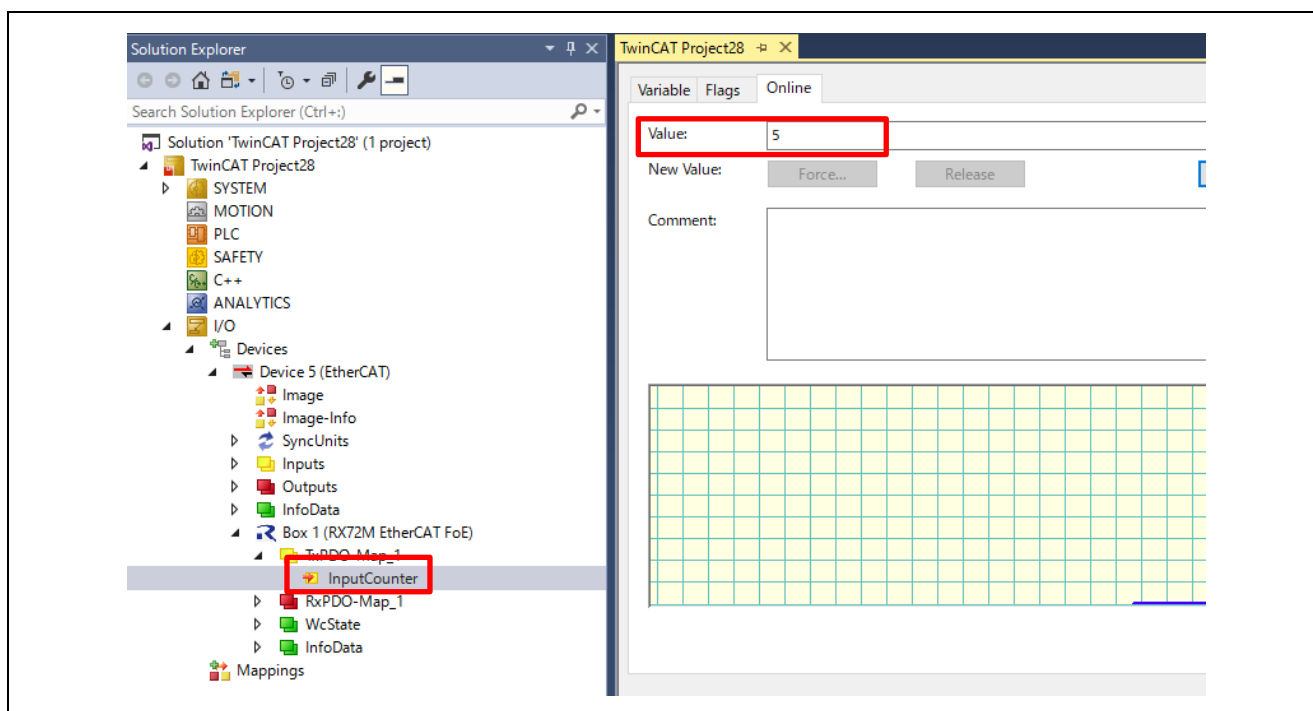 Solution Explorer
Search Solution Explorer (Ctrl+:)
Solution 'TwinCAT Project28' (1 project)
TwinCAT Project28
SYSTEM
MOTION
PLC
SAFETY
C++
ANALYTICS
I/O
Devices
Device 5 (EtherCAT)
Image
Image-Info
SyncUnits
Inputs
Outputs
InfoData
Box 1 (RX72M EtherCAT FoE)
TxPDO-Map_1
InputCounter
RxPDO-Map_1
WcState
InfoData
Mappings
TwinCAT Project28
Variable Flags Online
Value: 5
New Value: Force... Release
Comment: